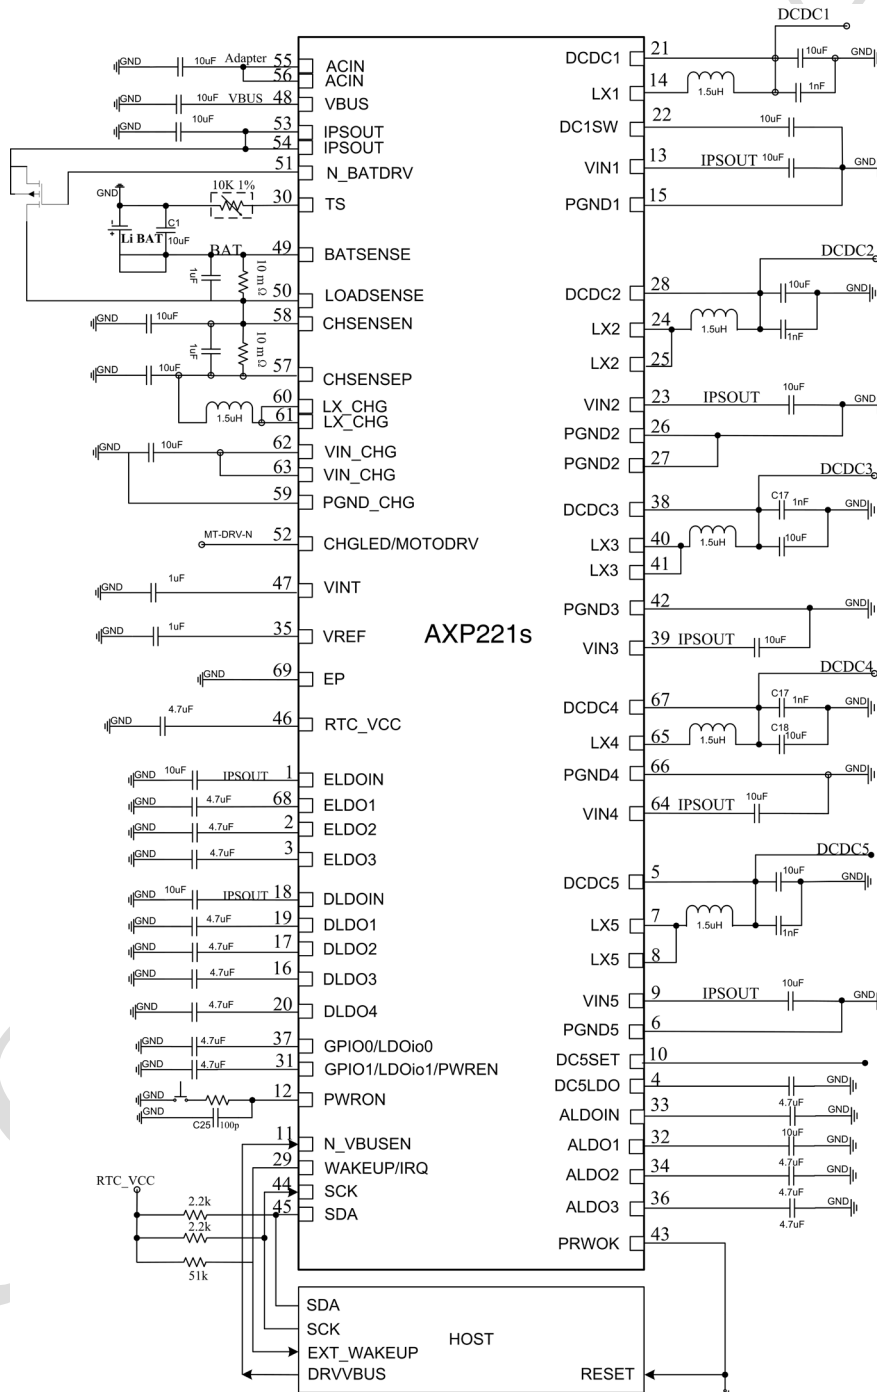 DCDC1
GND 10uF Adapter 55 ACIN
56 ACIN
GND 10uF VBUS 48 VBUS
GND 10uF 53 IPSOUT
54 IPSOUT
51 N_BATDRV
GND 10K 1% 30 TS
Li BAT C1 10uF
BAT 49 BATSENSE
1uF 10 mΩ
50 LOADSENSE
GND 10uF 58 CHSENSEN
1uF 10 mΩ
GND 10uF 57 CHSENSEP
60 LX_CHG
1.5uH 61 LX_CHG
GND 10uF 62 VIN_CHG
63 VIN_CHG
59 PGND_CHG
MT-DRV-N 52 CHGLED/MOTODRV
GND 1uF 47 VINT
GND 1uF 35 VREF
GND 69 EP
GND 4.7uF 46 RTC_VCC
GND 10uF IPSOUT 1 ELDOIN
GND 4.7uF 68 ELDO1
GND 4.7uF 2 ELDO2
GND 4.7uF 3 ELDO3
GND 10uF IPSOUT 18 DLDOIN
GND 4.7uF 19 DLDO1
GND 4.7uF 17 DLDO2
GND 4.7uF 16 DLDO3
GND 4.7uF 20 DLDO4
GND 4.7uF 37 GPIO0/LDOio0
GND 4.7uF 31 GPIO1/LDOio1/PWREN
GND 12 PWRON
GND C25 100p
11 N_VBUSEN
29 WAKEUP/IRQ
44 SCK
45 SDA
RTC_VCC
2.2k
2.2k
51k
AXP221s
DCDC1 21 10uF GND
LX1 14 1.5uH 1nF
DC1SW 22 10uF
VIN1 13 IPSOUT 10uF GND
PGND1 15
DCDC2
DCDC2 28 10uF GND
LX2 24 1.5uH 1nF
LX2 25
VIN2 23 IPSOUT 10uF GND
PGND2 26
PGND2 27
DCDC3
DCDC3 38 C17 1nF GND
LX3 40 1.5uH 10uF
LX3 41
PGND3 42 GND
VIN3 39 IPSOUT 10uF
DCDC4
DCDC4 67 C17 1nF GND
LX4 65 1.5uH C18 10uF
PGND4 66 GND
VIN4 64 IPSOUT 10uF
DCDC5
DCDC5 5 10uF GND
LX5 7 1.5uH 1nF
LX5 8
VIN5 9 IPSOUT 10uF GND
PGND5 6
DC5SET 10
DC5LDO 4 4.7uF GND
ALDOIN 33 4.7uF GND
ALDO1 32 10uF GND
ALDO2 34 4.7uF GND
ALDO3 36 4.7uF GND
4.7uF
PRWOK 43
SDA
SCK
HOST
EXT_WAKEUP
DRVVBUS RESET